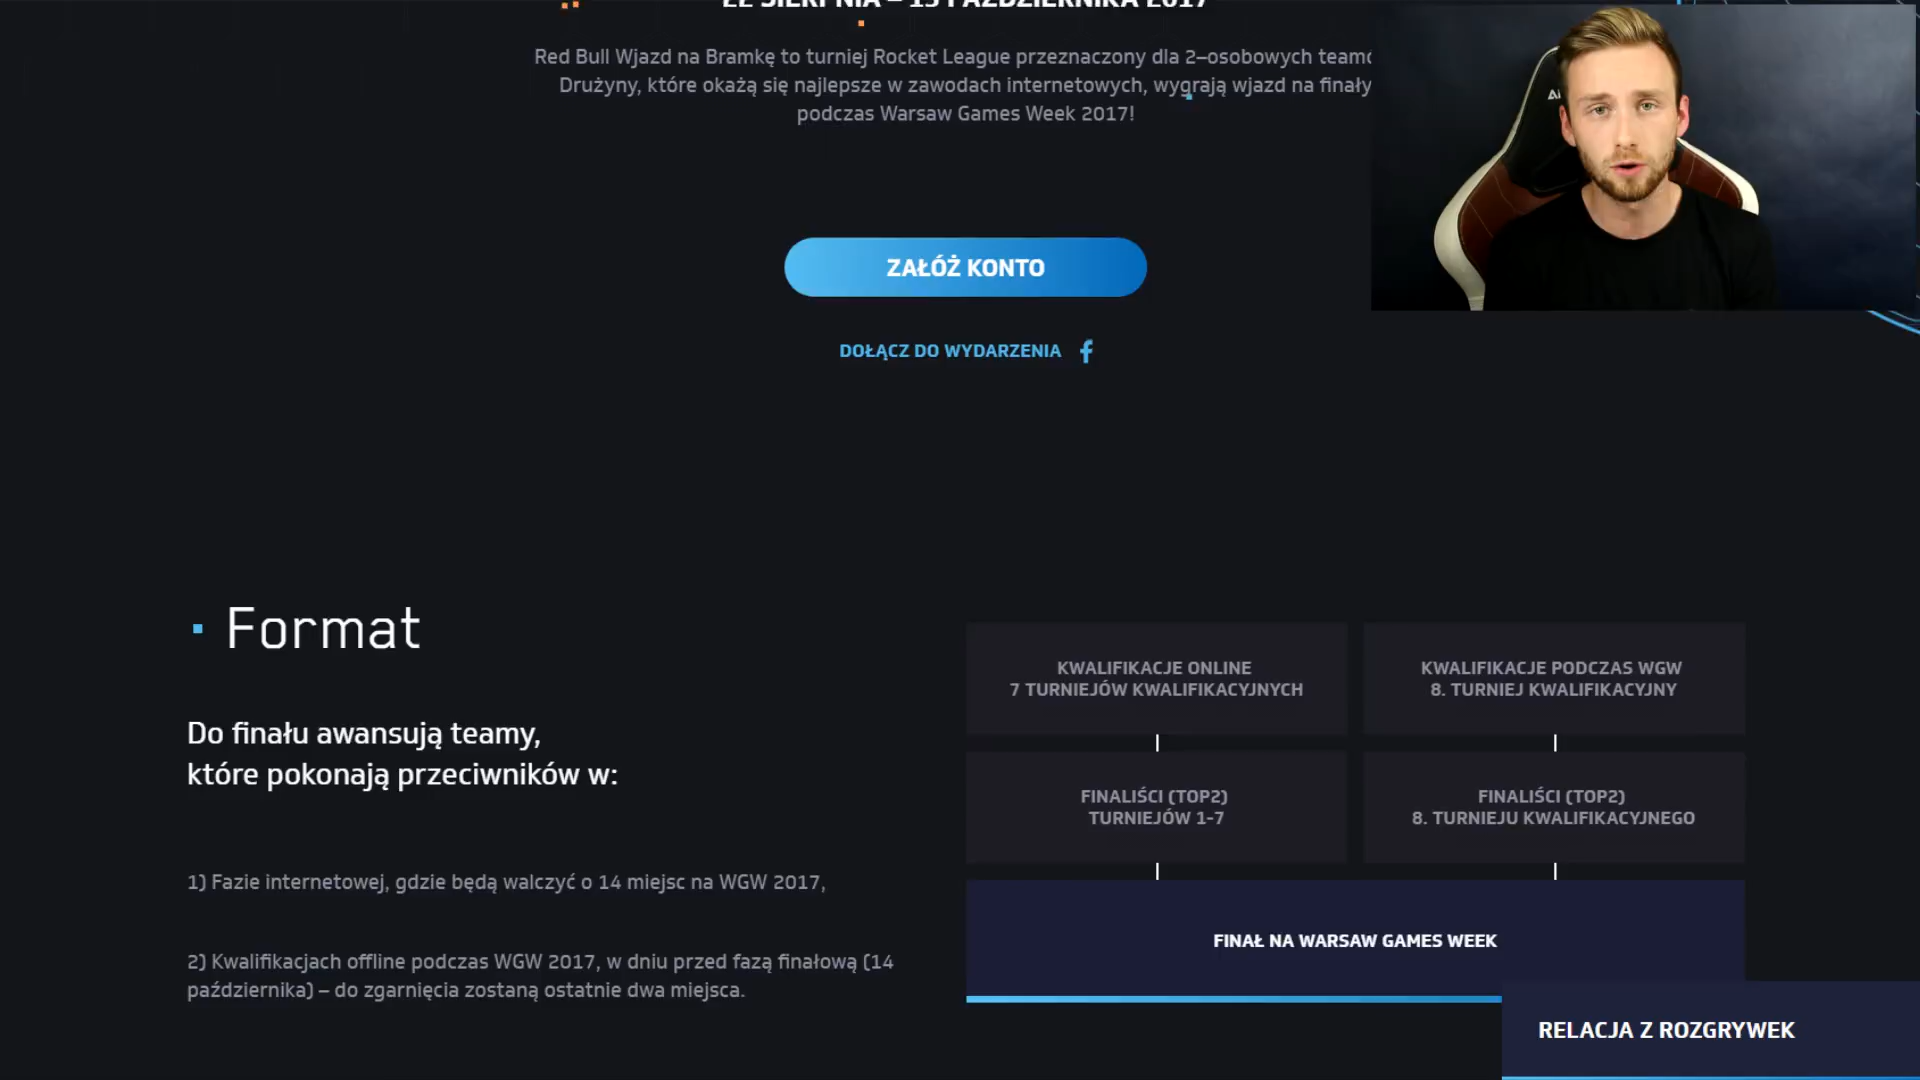 22 SIERPNIA – 15 PAŹDZIERNIKA 2017
Red Bull Wjazd na Bramkę to turniej Rocket League przeznaczony dla 2–osobowych
Drużyny, które okażą się najlepsze w zawodach internetowych, wygrają wjazd na finały
podczas Warsaw Games Week 2017!
ZAŁÓŻ KONTO
DOŁĄCZ DO WYDARZENIA
Format
Do finału awansują teamy,
które pokonają przeciwników w:
1) Fazie internetowej, gdzie będą walczyć o 14 miejsc na WGW 2017,
2) Kwalifikacjach offline podczas WGW 2017, w dniu przed fazą finałową (14
października) – do zgarnięcia zostaną ostatnie dwa miejsca.
KWALIFIKACJE ONLINE
7 TURNIEJÓW KWALIFIKACYJNYCH
KWALIFIKACJE PODCZAS WGW
8. TURNIEJ KWALIFIKACYJNY
FINALIŚCI (TOP2)
TURNIEJÓW 1-7
FINALIŚCI (TOP2)
8. TURNIEJU KWALIFIKACYJNEGO
FINAŁ NA WARSAW GAMES WEEK
RELACJA Z ROZGRYWEK